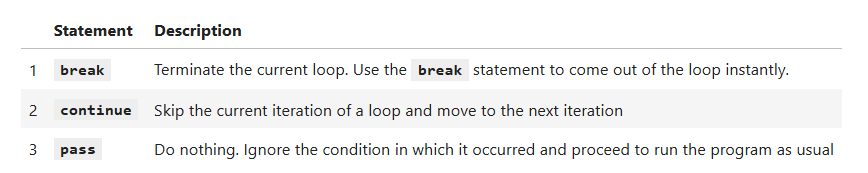 Statement Description
1 break Terminate the current loop. Use the break statement to come out of the loop instantly.
2 continue Skip the current iteration of a loop and move to the next iteration
3 pass Do nothing. Ignore the condition in which it occurred and proceed to run the program as usual